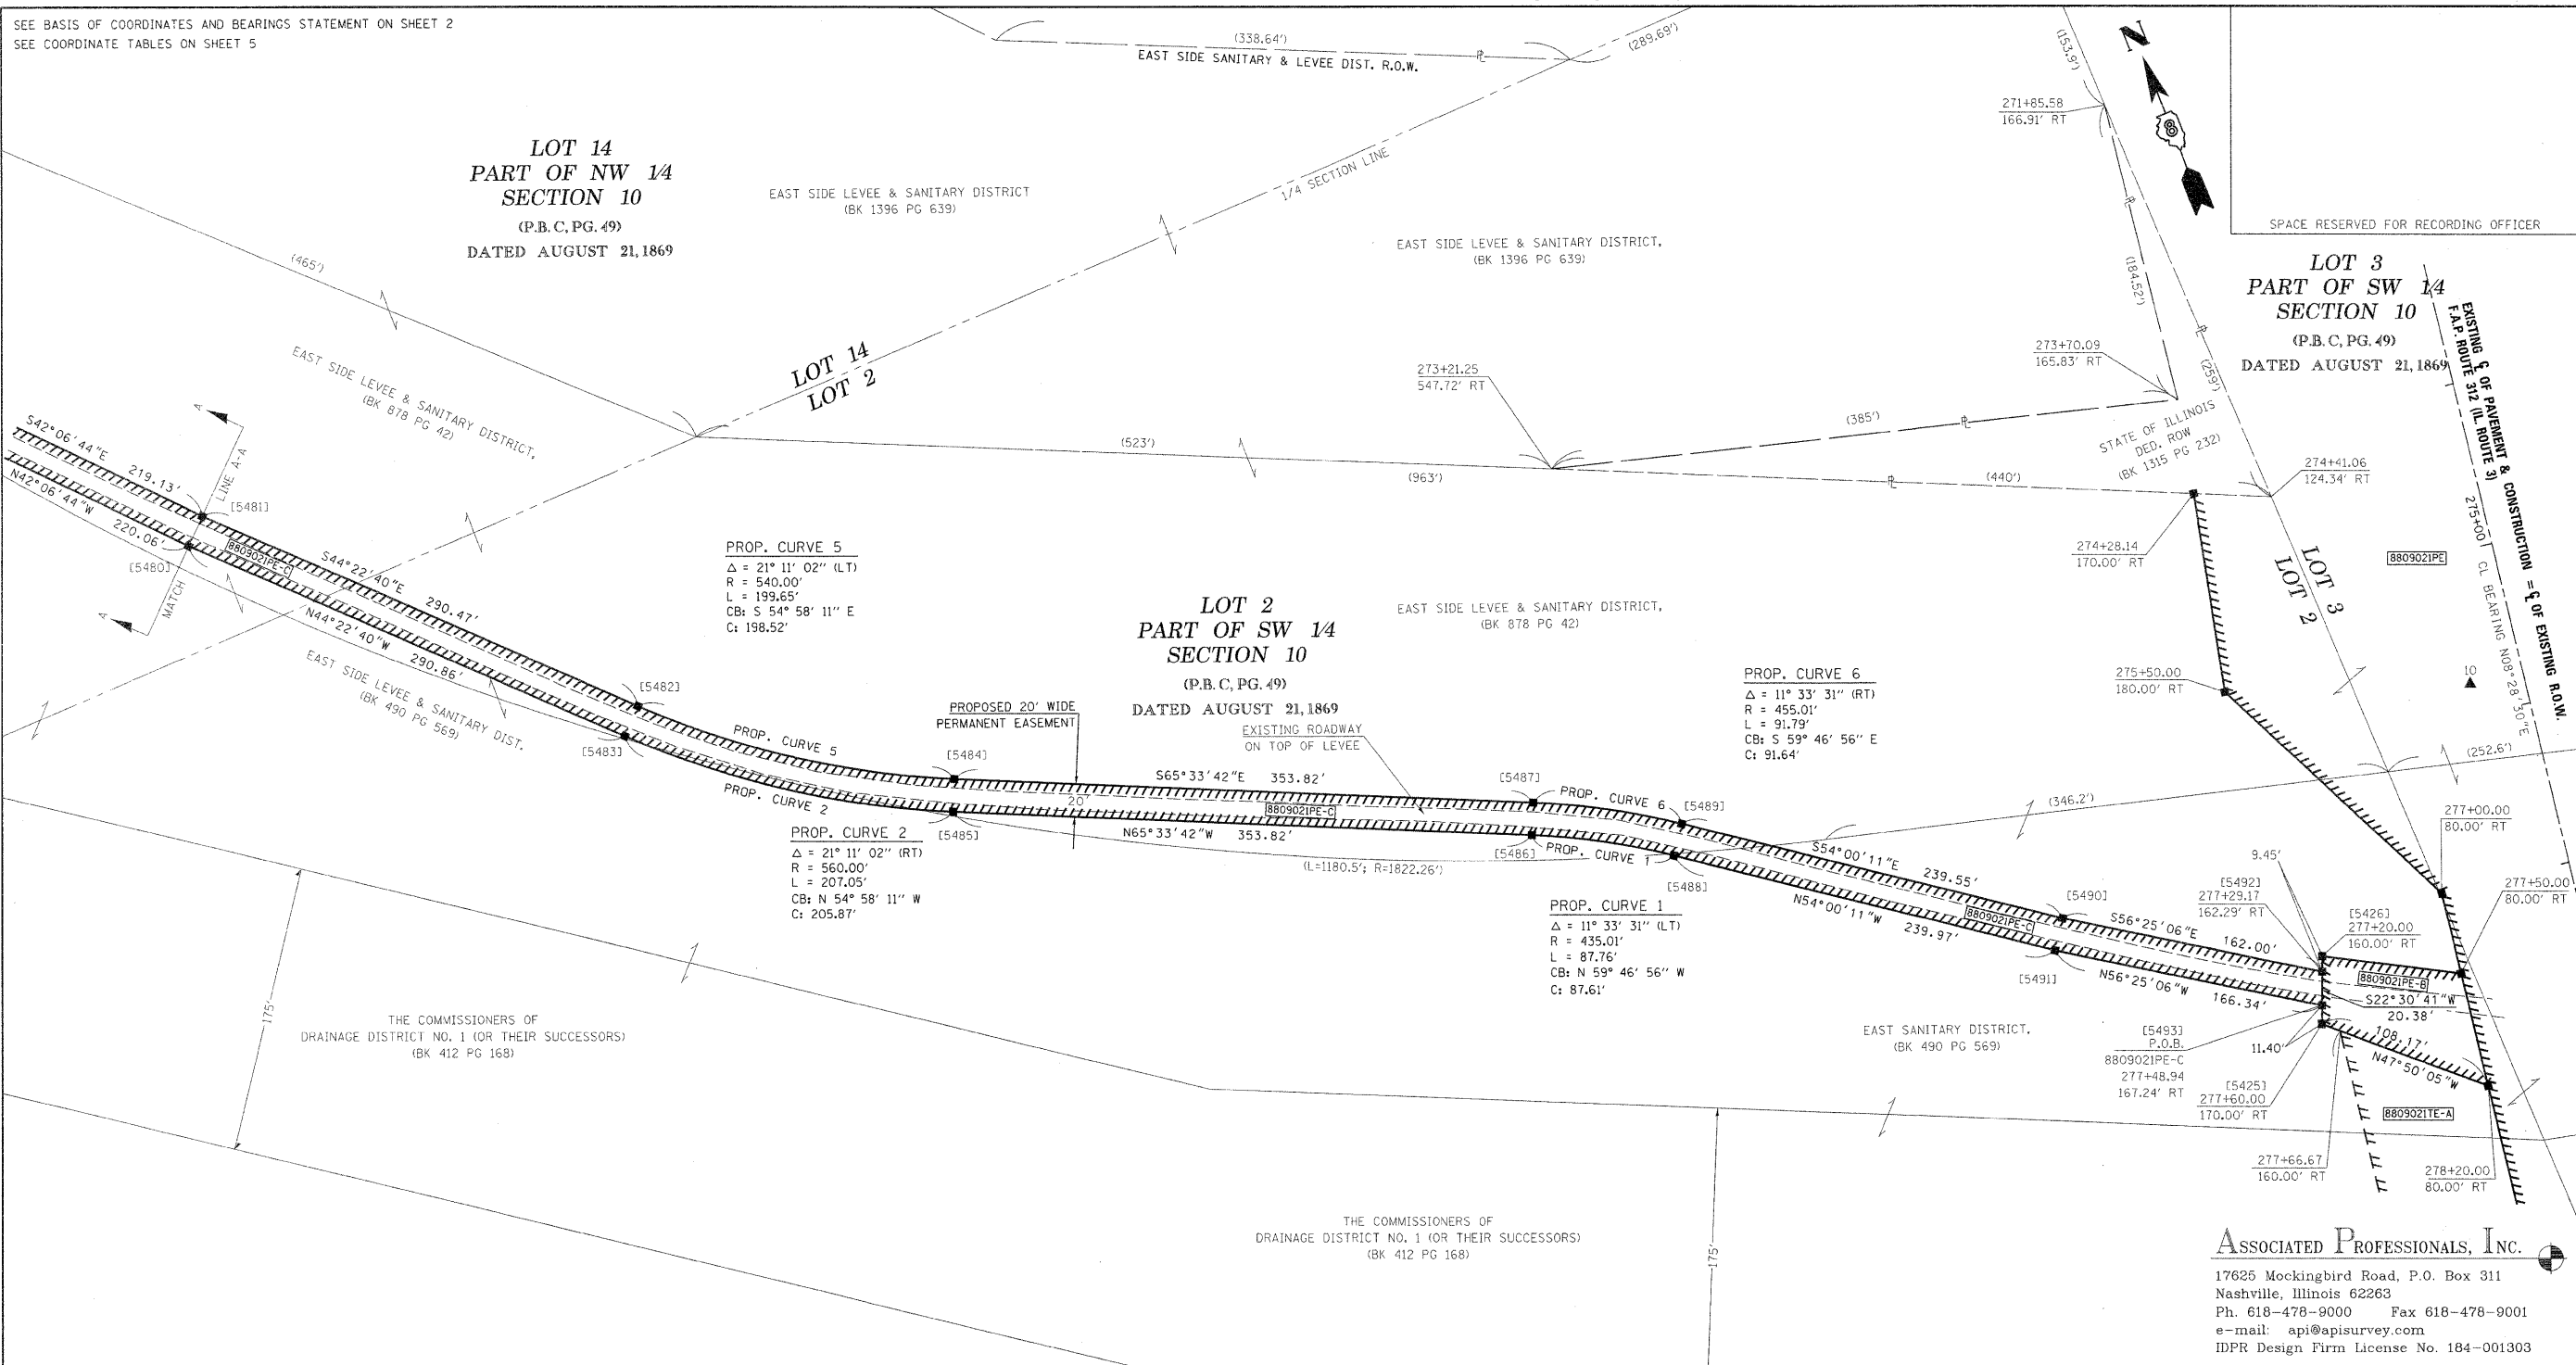 SEE BASIS OF COORDINATES AND BEARINGS STATEMENT ON SHEET 2
SEE COORDINATE TABLES ON SHEET 5
(338.64')
EAST SIDE SANITARY & LEVEE DIST. R.O.W.
(289.69')
(153.9')
N
8
271+85.58
166.91' RT
SPACE RESERVED FOR RECORDING OFFICER
LOT 14
PART OF NW 1/4
SECTION 10
(P.B. C, PG. 49)
DATED AUGUST 21, 1869
EAST SIDE LEVEE & SANITARY DISTRICT
(BK 1396 PG 639)
1/4 SECTION LINE
EAST SIDE LEVEE & SANITARY DISTRICT,
(BK 1396 PG 639)
(465')
(184.52')
(259')
LOT 3
PART OF SW 1/4
SECTION 10
(P.B. C, PG. 49)
DATED AUGUST 21, 1869
EXISTING ℄ OF PAVEMENT & CONSTRUCTION = ℄ OF EXISTING R.O.W.
F.A.P. ROUTE 312 (IL. ROUTE 3)
275+00
CL BEARING N08°28'30"E
EAST SIDE LEVEE & SANITARY DISTRICT,
(BK 878 PG 42)
LOT 14
LOT 2
273+21.25
547.72' RT
273+70.09
165.83' RT
(385')
STATE OF ILLINOIS
DED. ROW
(BK 1315 PG 232)
(523')
(963')
(440')
274+41.06
124.34' RT
274+28.14
170.00' RT
LOT 3
LOT 2
8809021PE
10
S42°06'44"E 219.13'
N42°06'44"W 220.06'
A
A
MATCH
LINE A-A
[5481]
[5480]
8809021PE-C
S44°22'40"E 290.47'
N44°22'40"W 290.86'
EAST SIDE LEVEE & SANITARY DIST.
(BK 490 PG 569)
PROP. CURVE 5
Δ = 21° 11' 02" (LT)
R = 540.00'
L = 199.65'
CB: S 54° 58' 11" E
C: 198.52'
LOT 2
PART OF SW 1/4
SECTION 10
(P.B. C, PG. 49)
DATED AUGUST 21, 1869
EAST SIDE LEVEE & SANITARY DISTRICT,
(BK 878 PG 42)
PROP. CURVE 6
Δ = 11° 33' 31" (RT)
R = 455.01'
L = 91.79'
CB: S 59° 46' 56" E
C: 91.64'
275+50.00
180.00' RT
[5482]
[5483]
PROP. CURVE 5
PROP. CURVE 2
[5484]
[5485]
PROPOSED 20' WIDE
PERMANENT EASEMENT
EXISTING ROADWAY
ON TOP OF LEVEE
S65°33'42"E 353.82'
20'
8809021PE-C
N65°33'42"W 353.82'
[5487]
PROP. CURVE 6
[5489]
[5486]
PROP. CURVE 1
[5488]
(L=1180.5'; R=1822.26')
(346.2')
(252.6')
277+00.00
80.00' RT
PROP. CURVE 2
Δ = 21° 11' 02" (RT)
R = 560.00'
L = 207.05'
CB: N 54° 58' 11" W
C: 205.87'
PROP. CURVE 1
Δ = 11° 33' 31" (LT)
R = 435.01'
L = 87.76'
CB: N 59° 46' 56" W
C: 87.61'
S54°00'11"E 239.55'
N54°00'11"W 239.97'
8809021PE-C
[5490]
[5491]
S56°25'06"E 162.00'
N56°25'06"W 166.34'
9.45'
[5492]
277+29.17
162.29' RT
[5426]
277+20.00
160.00' RT
277+50.00
80.00' RT
8809021PE-B
S22°30'41"W
20.38'
108.17'
N47°50'05"W
EAST SANITARY DISTRICT,
(BK 490 PG 569)
[5493]
P.O.B.
8809021PE-C
277+48.94
167.24' RT
11.40'
[5425]
277+60.00
170.00' RT
8809021TE-A
277+66.67
160.00' RT
278+20.00
80.00' RT
175'
THE COMMISSIONERS OF
DRAINAGE DISTRICT NO. 1 (OR THEIR SUCCESSORS)
(BK 412 PG 168)
175'
THE COMMISSIONERS OF
DRAINAGE DISTRICT NO. 1 (OR THEIR SUCCESSORS)
(BK 412 PG 168)
ASSOCIATED PROFESSIONALS, INC.
17625 Mockingbird Road, P.O. Box 311
Nashville, Illinois 62263
Ph. 618-478-9000 Fax 618-478-9001
e-mail: api@apisurvey.com
IDPR Design Firm License No. 184-001303